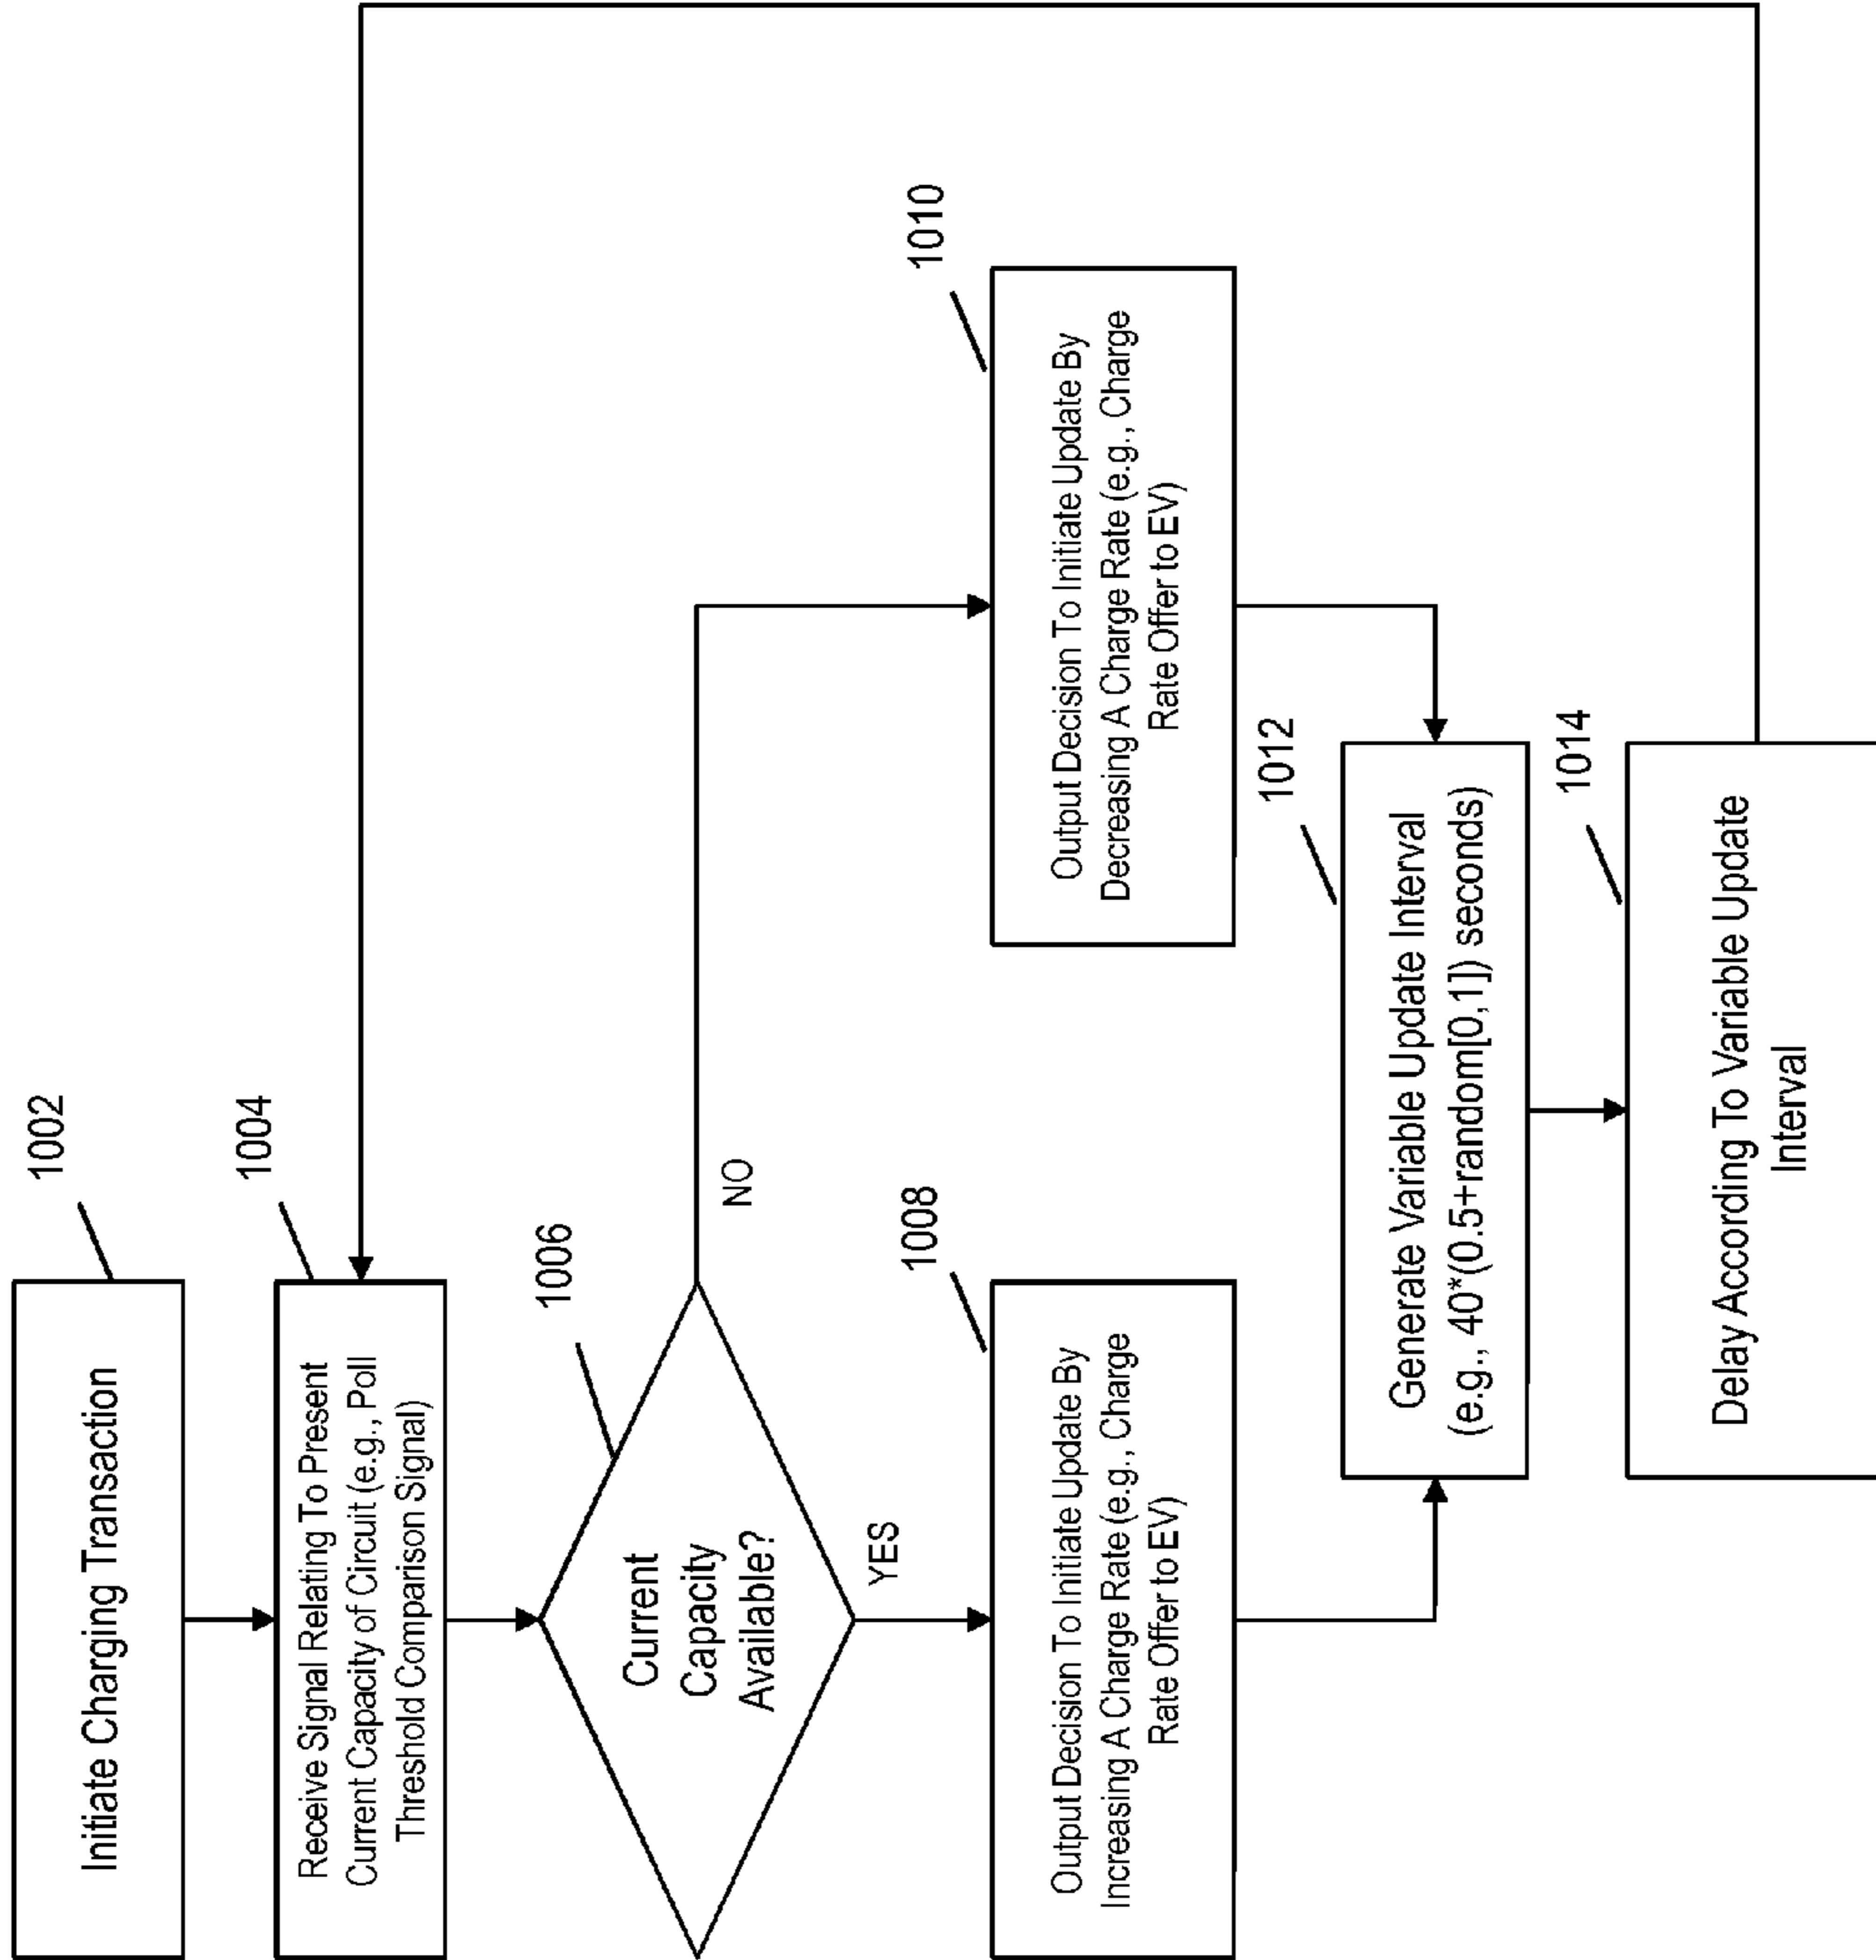 1002
Initiate Charging Transaction
1004
Receive Signal Relating To Present
Current Capacity of Circuit (e.g., Poll
Threshold Comparison Signal)
1006
Current
Capacity
Available?
NO
YES
1008
Output Decision To Initiate Update By
Increasing A Charge Rate (e.g., Charge
Rate Offer to EV)
1010
Output Decision To Initiate Update By
Decreasing A Charge Rate (e.g., Charge
Rate Offer to EV)
1012
Generate Variable Update Interval
(e.g., 40*(0.5+random[0,1]) seconds)
1014
Delay According To Variable Update
Interval